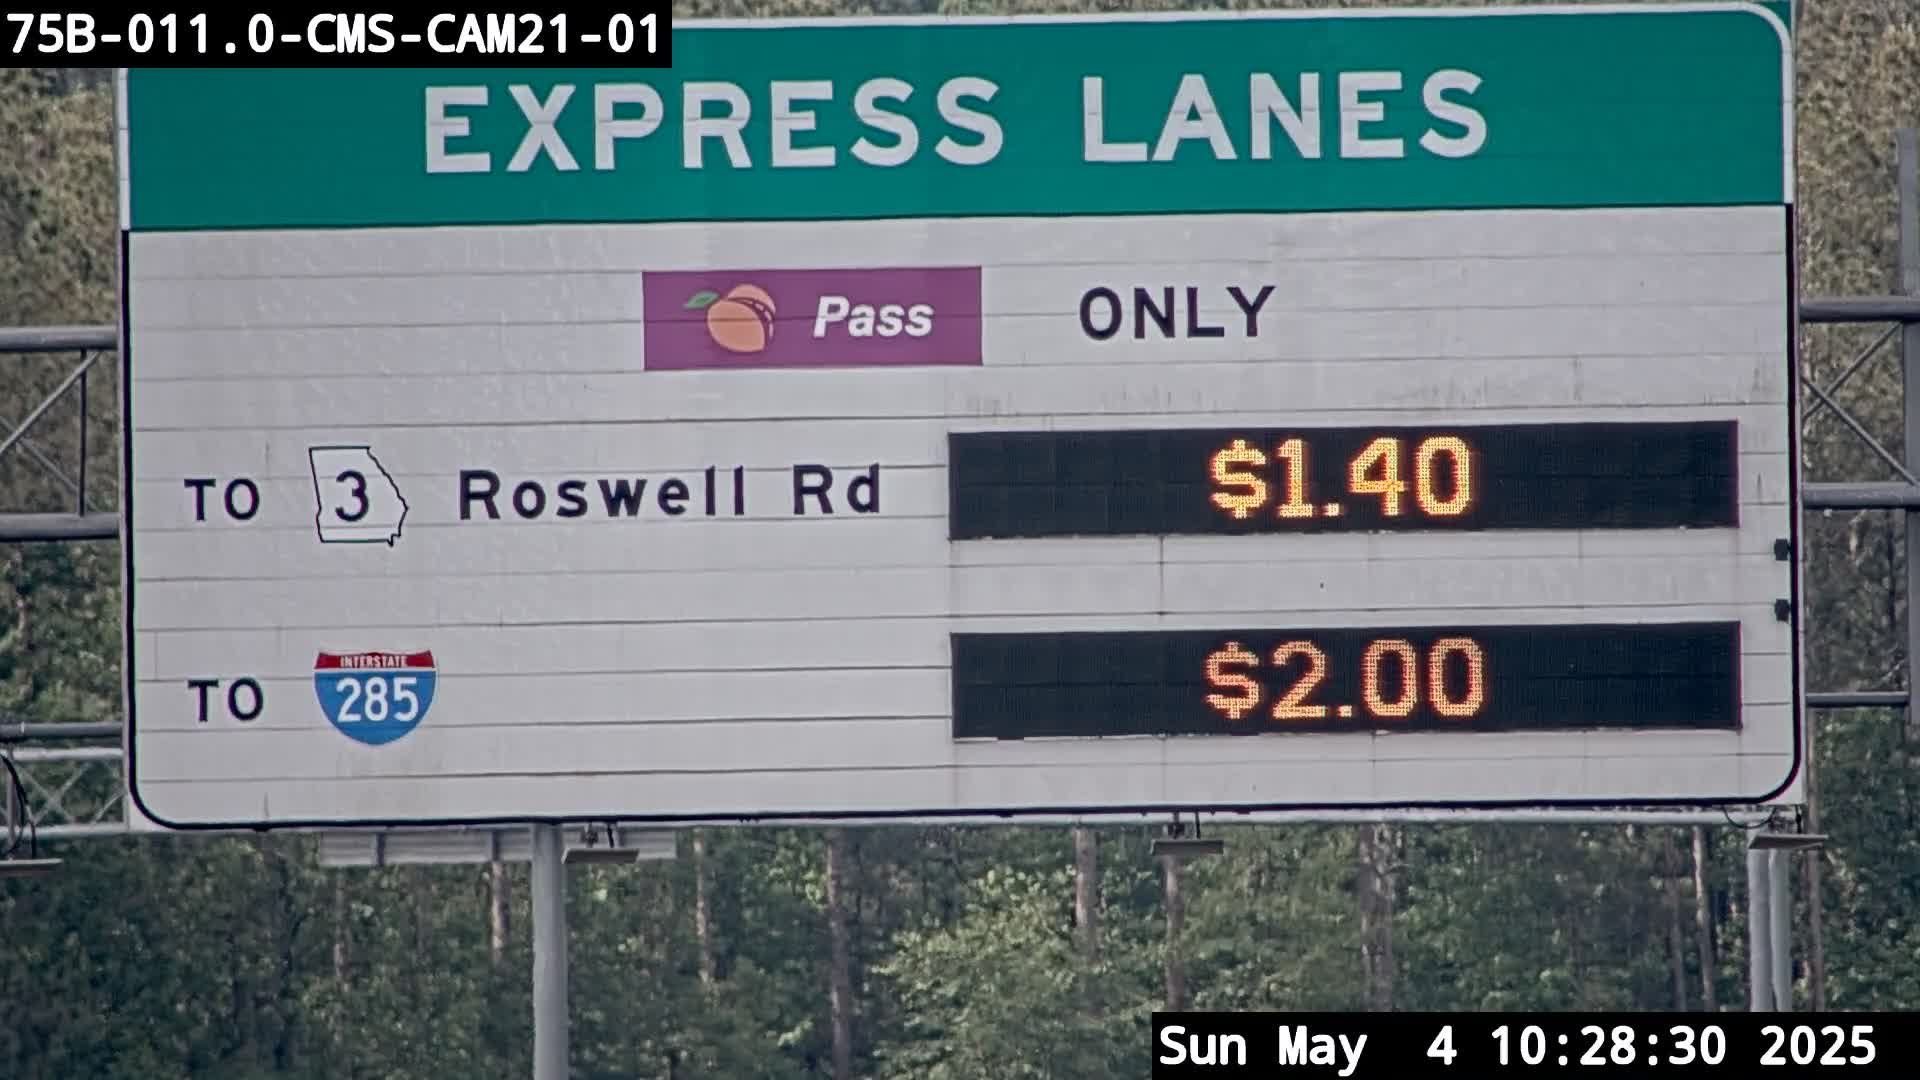 75B-011.0-CMS-CAM21-01
EXPRESS LANES
Pass ONLY
TO 3 Roswell Rd $1.40
INTERSTATE
TO 285 $2.00
Sun May 4 10:28:30 2025